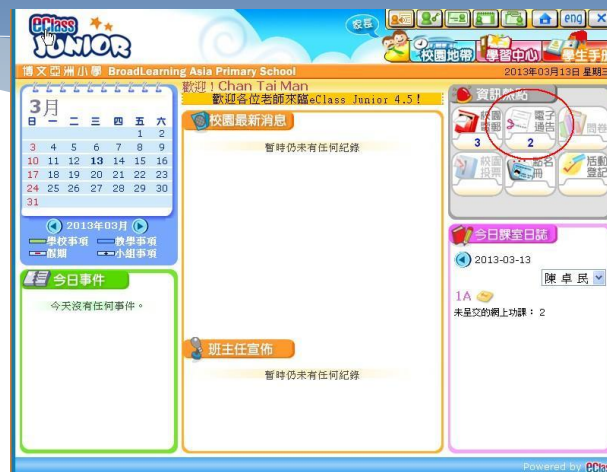 eClass
JUNIOR
家長
eng
校園地帶
學習中心
學生手冊
博文亞洲小學 BroadLearning Asia Primary School
2013年03月13日 星期三
歡迎! Chan Tai Man
歡迎各位老師來臨eClass Junior 4.5!
3月
日 一 二 三 四 五 六
1 2
3 4 5 6 7 8 9
10 11 12 13 14 15 16
17 18 19 20 21 22 23
24 25 26 27 28 29 30
31
2013年03月
學校事項 教學事項
假期 小組事項
今日事件
今天沒有任何事件。
校園最新消息
暫時仍未有任何紀錄
班主任宣佈
暫時仍未有任何紀錄
資訊熱點
校園電郵
3
電子通告
2
問卷
校園投票
點名冊
活動登記
今日課室日誌
2013-03-13
陳卓民
1A
未呈交的網上功課: 2
Powered by eClass